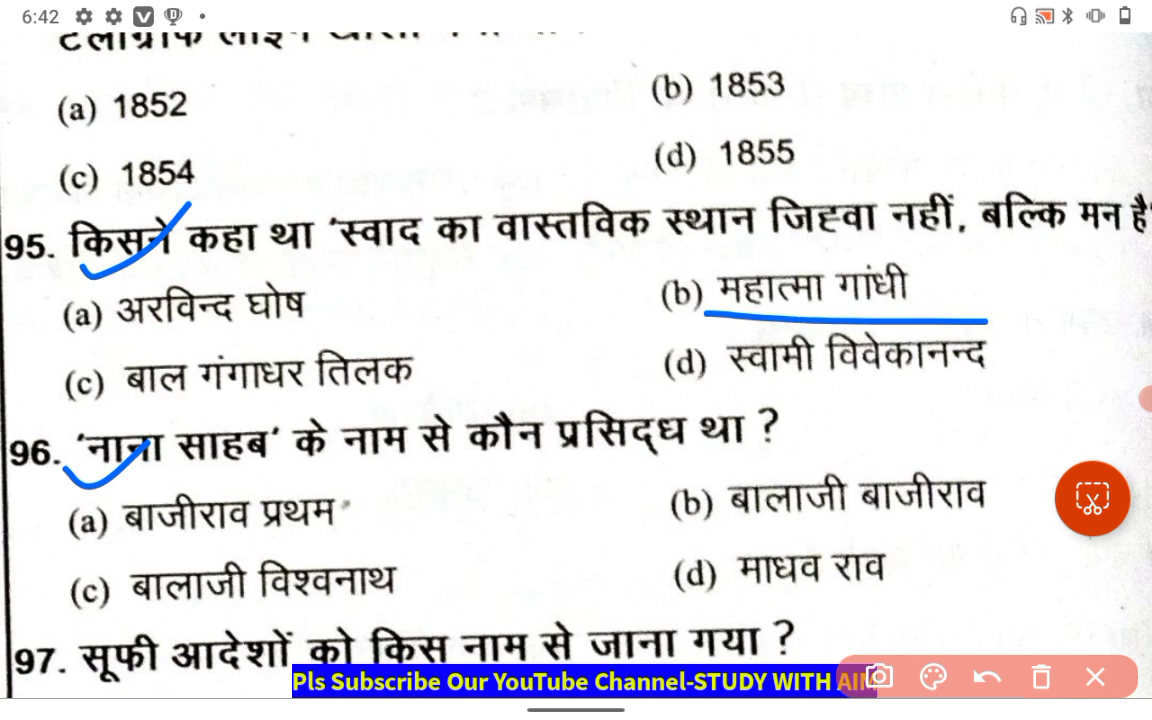 6:42
(a) 1852 (b) 1853
(c) 1854 (d) 1855
95. किसने कहा था ‘स्वाद का वास्तविक स्थान जिह्वा नहीं, बल्कि मन है’
(a) अरविन्द घोष (b) महात्मा गांधी
(c) बाल गंगाधर तिलक (d) स्वामी विवेकानन्द
96. ‘नाना साहब’ के नाम से कौन प्रसिद्ध था ?
(a) बाजीराव प्रथम (b) बालाजी बाजीराव
(c) बालाजी विश्वनाथ (d) माधव राव
97. सूफी आदेशों को किस नाम से जाना गया ?
Pls Subscribe Our YouTube Channel-STUDY WITH AIM